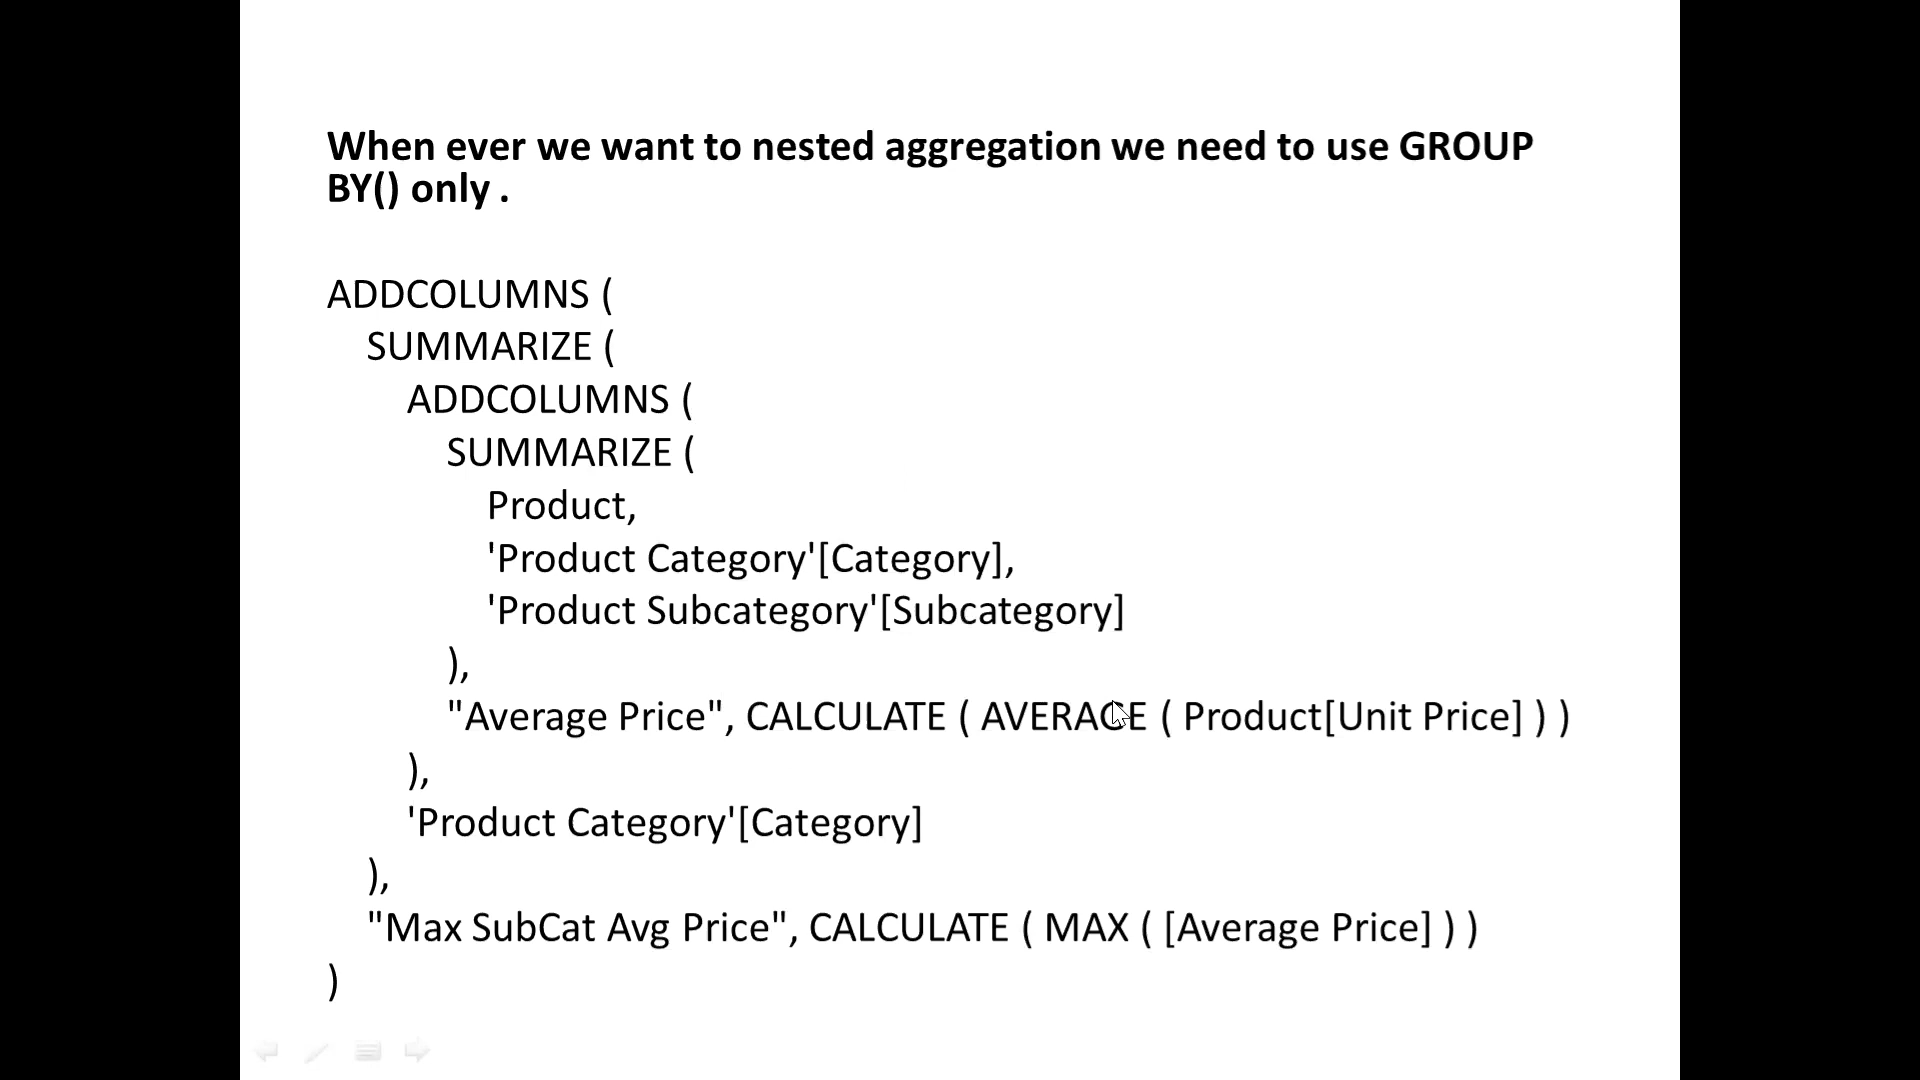 When ever we want to nested aggregation we need to use GROUP
BY() only .
ADDCOLUMNS (
SUMMARIZE (
ADDCOLUMNS (
SUMMARIZE (
Product,
'Product Category'[Category],
'Product Subcategory'[Subcategory]
),
"Average Price", CALCULATE ( AVERAGE ( Product[Unit Price] ) )
),
'Product Category'[Category]
),
"Max SubCat Avg Price", CALCULATE ( MAX ( [Average Price] ) )
)